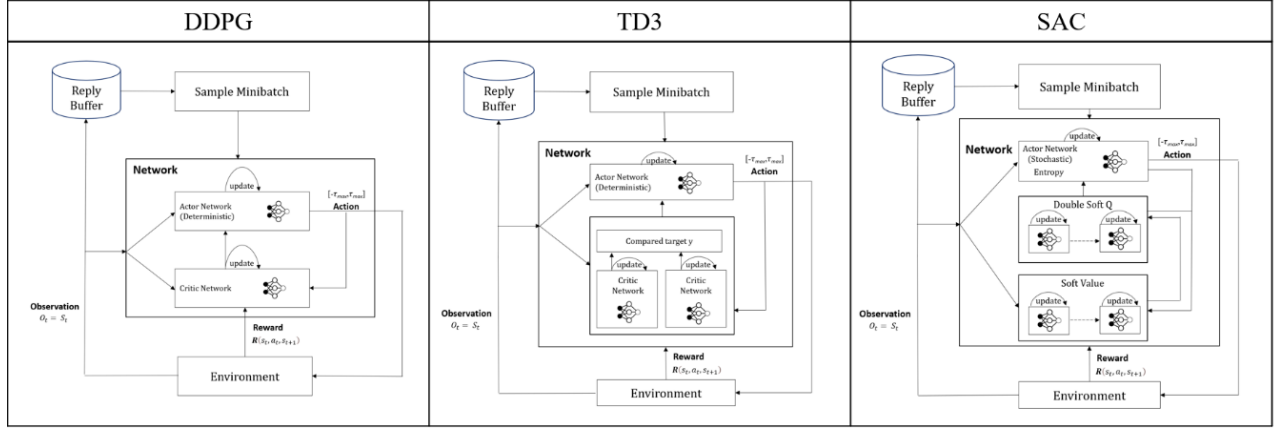 DDPG
TD3
SAC
Reply
Buffer
Sample Minibatch
Network
update
[-τmax,τmax]
Action
Actor Network
(Deterministic)
update
Critic Network
Observation
Ot = St
Reward
R(st,at,st+1)
Environment
Reply
Buffer
Sample Minibatch
Network
update
[-τmax,τmax]
Action
Actor Network
(Deterministic)
Compared target y
update
update
Critic
Network
Critic
Network
Observation
Ot = St
Reward
R(st,at,st+1)
Environment
Reply
Buffer
Sample Minibatch
Network
update
[-τmax,τmax]
Action
Actor Network
(Stochastic)
Entropy
Double Soft Q
update
update
Soft Value
update
update
Observation
Ot = St
Reward
R(st,at,st+1)
Environment